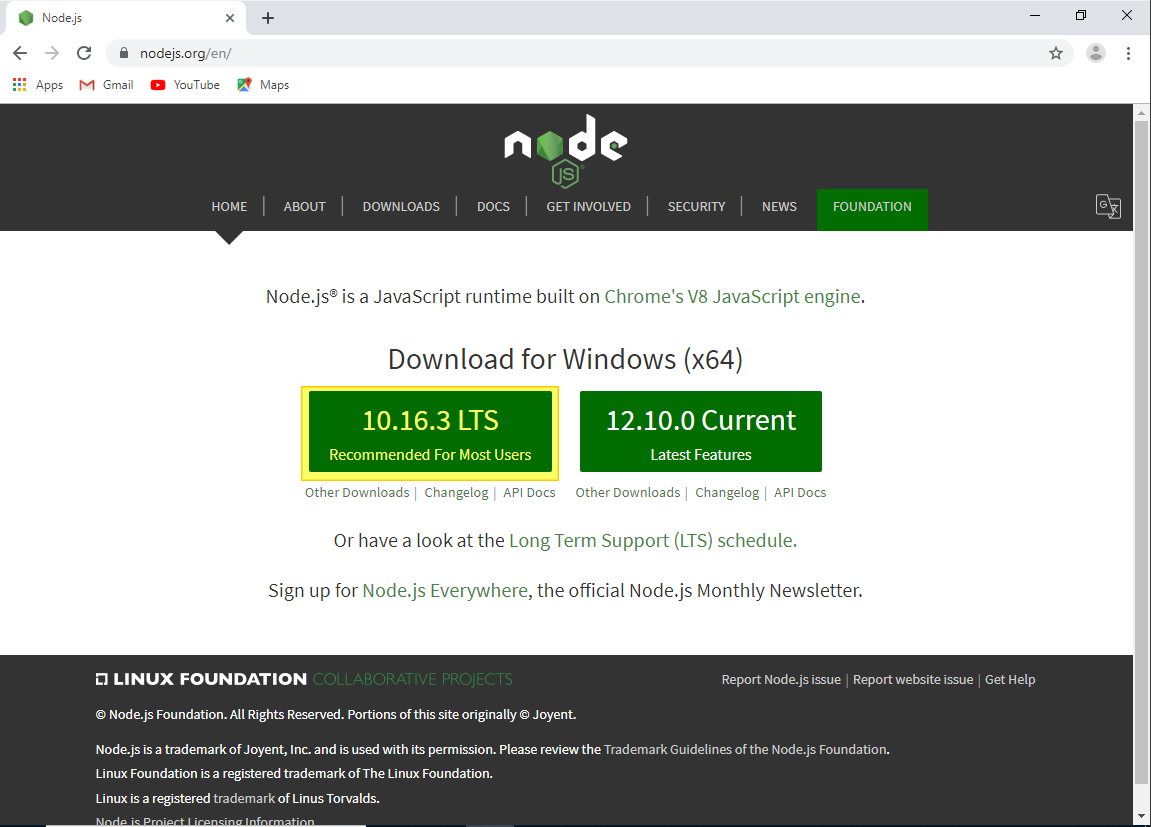 Node.js
nodejs.org/en/
Apps Gmail YouTube Maps
node
JS
HOME ABOUT DOWNLOADS DOCS GET INVOLVED SECURITY NEWS FOUNDATION
Node.js® is a JavaScript runtime built on Chrome's V8 JavaScript engine.
Download for Windows (x64)
10.16.3 LTS
Recommended For Most Users
12.10.0 Current
Latest Features
Other Downloads | Changelog | API Docs
Other Downloads | Changelog | API Docs
Or have a look at the Long Term Support (LTS) schedule.
Sign up for Node.js Everywhere, the official Node.js Monthly Newsletter.
LINUX FOUNDATION COLLABORATIVE PROJECTS
Report Node.js issue | Report website issue | Get Help
© Node.js Foundation. All Rights Reserved. Portions of this site originally © Joyent.
Node.js is a trademark of Joyent, Inc. and is used with its permission. Please review the Trademark Guidelines of the Node.js Foundation.
Linux Foundation is a registered trademark of The Linux Foundation.
Linux is a registered trademark of Linus Torvalds.
Node.js Project Licensing Information.